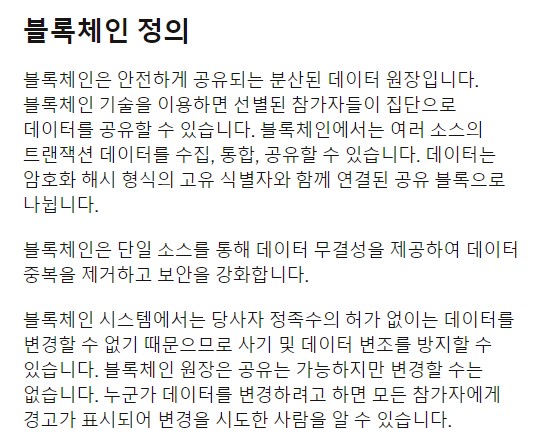 블록체인 정의
블록체인은 안전하게 공유되는 분산된 데이터 원장입니다.
블록체인 기술을 이용하면 선별된 참가자들이 집단으로
데이터를 공유할 수 있습니다. 블록체인에서는 여러 소스의
트랜잭션 데이터를 수집, 통합, 공유할 수 있습니다. 데이터는
암호화 해시 형식의 고유 식별자와 함께 연결된 공유 블록으로
나뉩니다.
블록체인은 단일 소스를 통해 데이터 무결성을 제공하여 데이터
중복을 제거하고 보안을 강화합니다.
블록체인 시스템에서는 당사자 정족수의 허가 없이는 데이터를
변경할 수 없기 때문으므로 사기 및 데이터 변조를 방지할 수
있습니다. 블록체인 원장은 공유는 가능하지만 변경할 수는
없습니다. 누군가 데이터를 변경하려고 하면 모든 참가자에게
경고가 표시되어 변경을 시도한 사람을 알 수 있습니다.